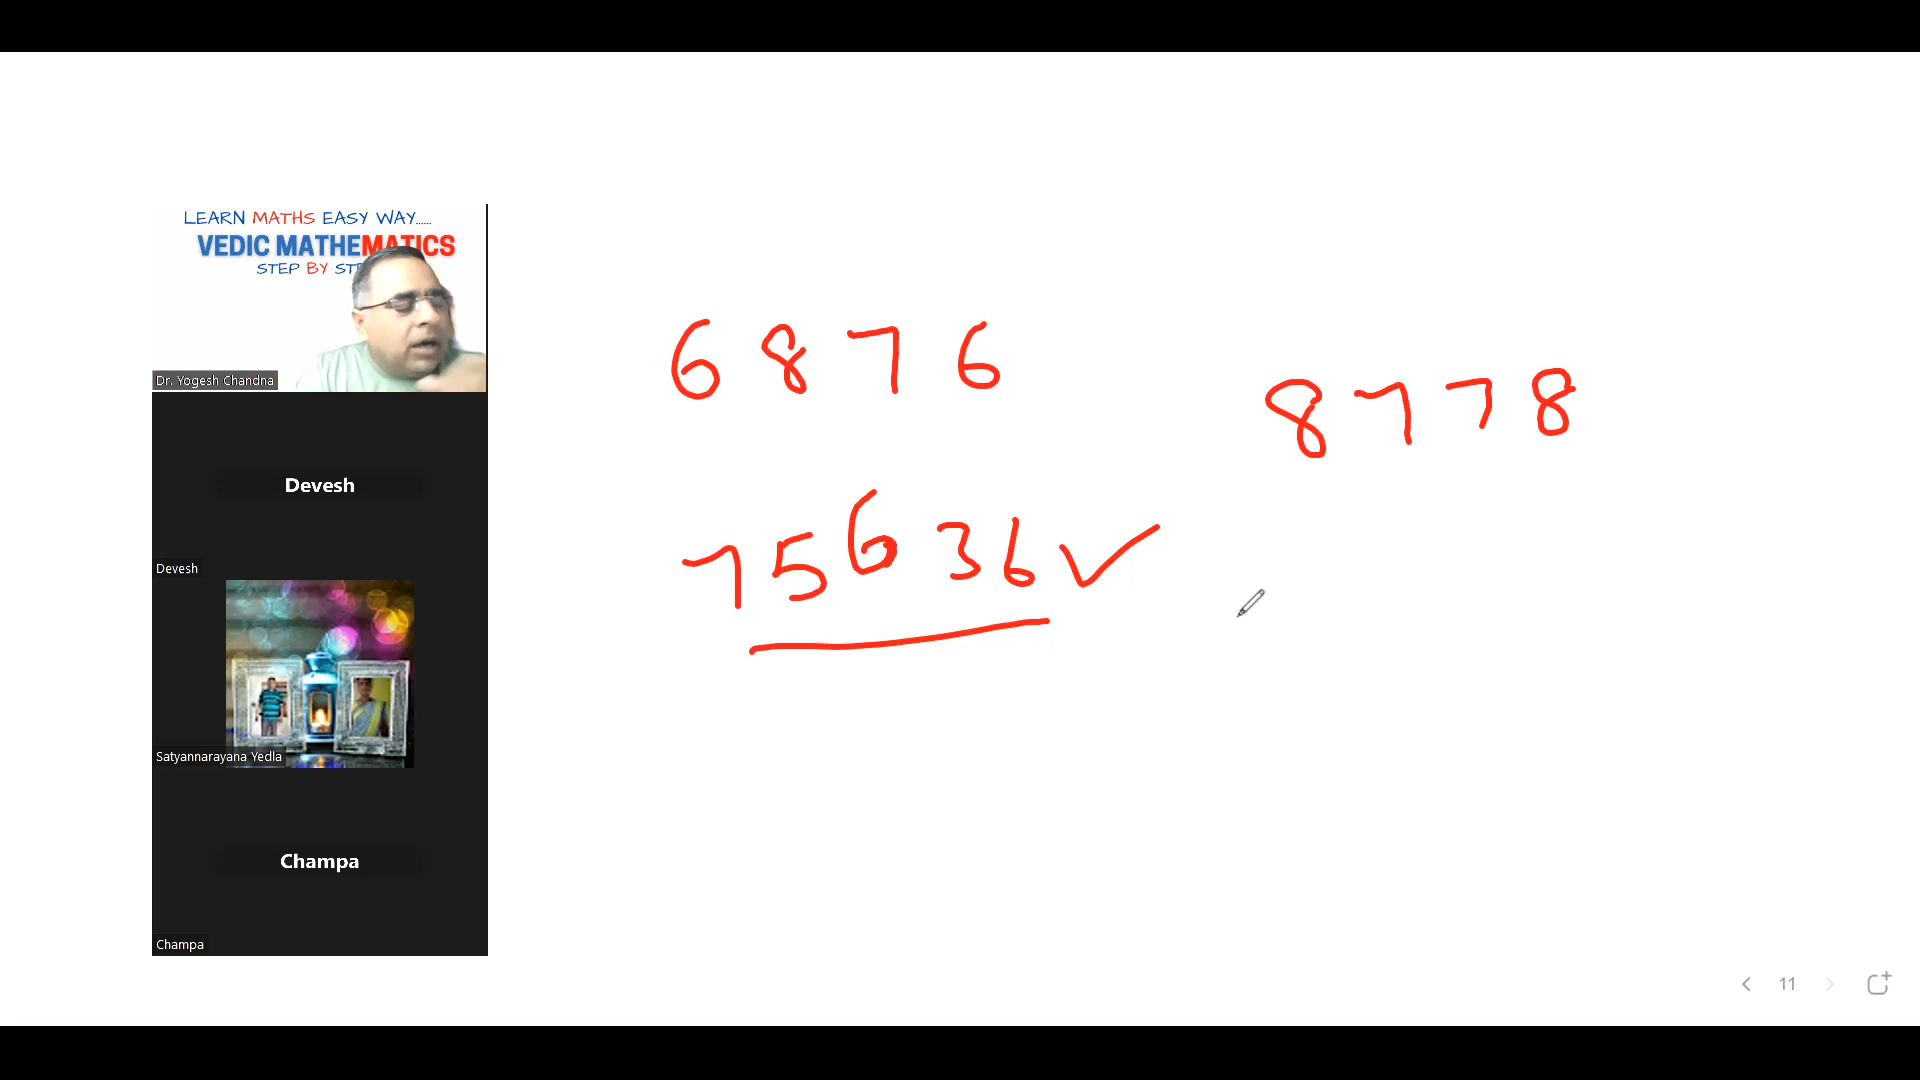 LEARN MATHS EASY WAY......
VEDIC MATHEMATICS
STEP BY STE
Dr. Yogesh Chandna
Devesh
Devesh
Satyannarayana Yedla
Champa
Champa
6876
8778
75636
11